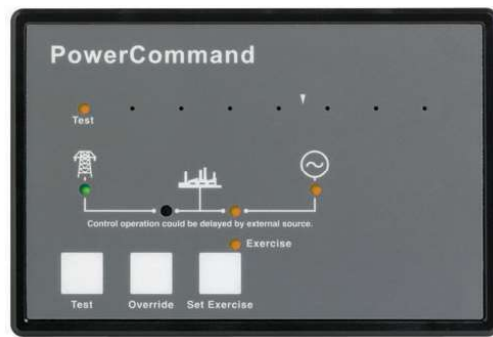 PowerCommand
Test
Control operation could be delayed by external source.
Exercise
Test Override Set Exercise